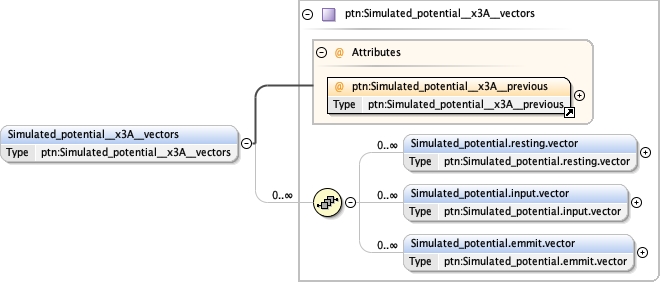 ptn:Simulated_potential__x3A__vectors
@ Attributes
@ ptn:Simulated_potential__x3A__previous
Type ptn:Simulated_potential__x3A__previous
Simulated_potential__x3A__vectors
Type ptn:Simulated_potential__x3A__vectors
0..∞
0..∞
Simulated_potential.resting.vector
Type ptn:Simulated_potential.resting.vector
0..∞
Simulated_potential.input.vector
Type ptn:Simulated_potential.input.vector
0..∞
Simulated_potential.emmit.vector
Type ptn:Simulated_potential.emmit.vector